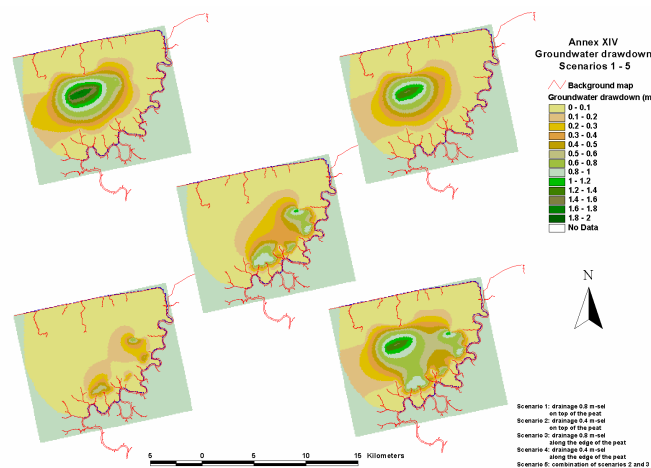 Annex XIV
Groundwater drawdown
Scenarios 1 - 5
Background map
Groundwater drawdown (m
0 - 0.1
0.1 - 0.2
0.2 - 0.3
0.3 - 0.4
0.4 - 0.5
0.5 - 0.6
0.6 - 0.8
0.8 - 1
1 - 1.2
1.2 - 1.4
1.4 - 1.6
1.6 - 1.8
1.8 - 2
No Data
N
Scenario 1: drainage 0.8 m-sel
on top of the peat
Scenario 2: drainage 0.4 m-sel
on top of the peat
Scenario 3: drainage 0.8 m-sel
along the edge of the peat
Scenario 4: drainage 0.4 m-sel
along the edge of the peat
Scenario 5: combination of scenarios 2 and 3
5 0 5 10 15 Kilometers